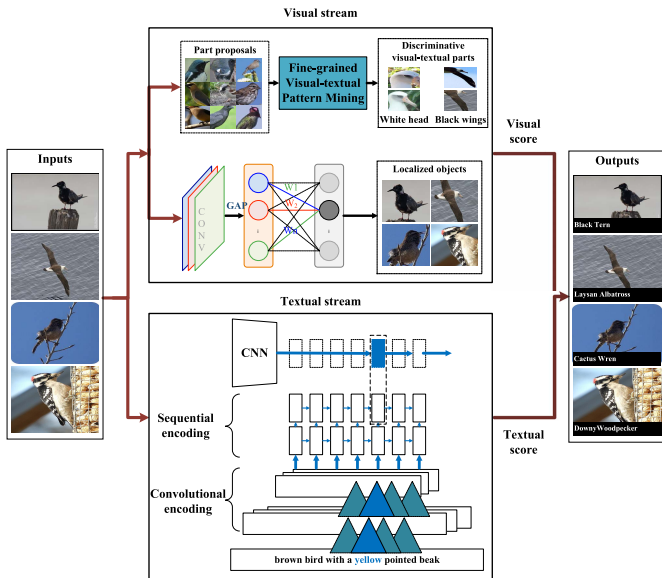 Visual stream
Part proposals
Fine-grained
Visual-textual
Pattern Mining
Discriminative
visual-textual parts
White head
Black wings
Inputs
CONV
GAP
W1
W2
Wn
Localized objects
Visual
score
Outputs
Black Tern
Laysan Albatross
Cactus Wren
DownyWoodpecker
Textual stream
CNN
Sequential
encoding
Convolutional
encoding
brown bird with a yellow pointed beak
Textual
score